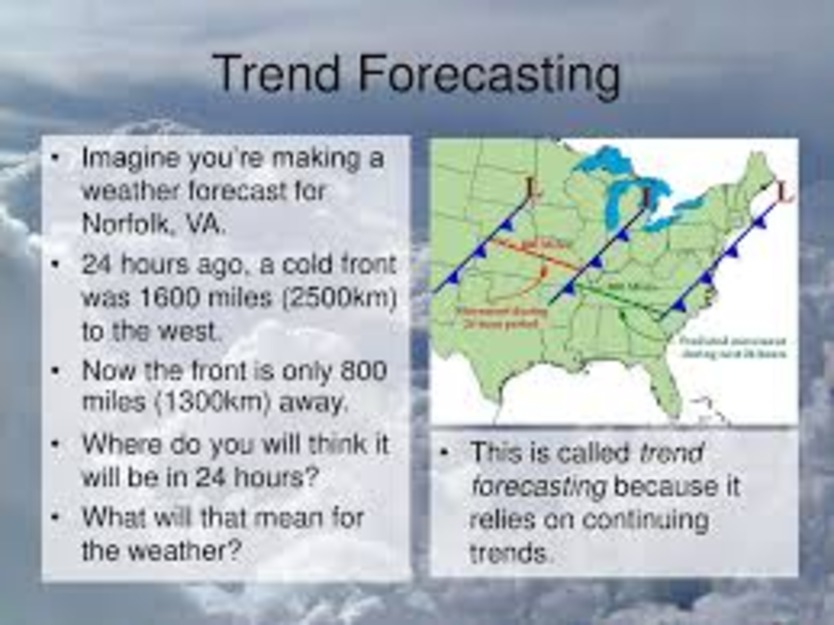 Trend Forecasting
• Imagine you're making a
weather forecast for
Norfolk, VA.
• 24 hours ago, a cold front
was 1600 miles (2500km)
to the west.
• Now the front is only 800
miles (1300km) away.
• Where do you will think it
will be in 24 hours?
• What will that mean for
the weather?
L
L
L
800 Miles
800 Miles
Movement during
24 hour period
Predicted movement
during next 24 hours
• This is called trend
forecasting because it
relies on continuing
trends.